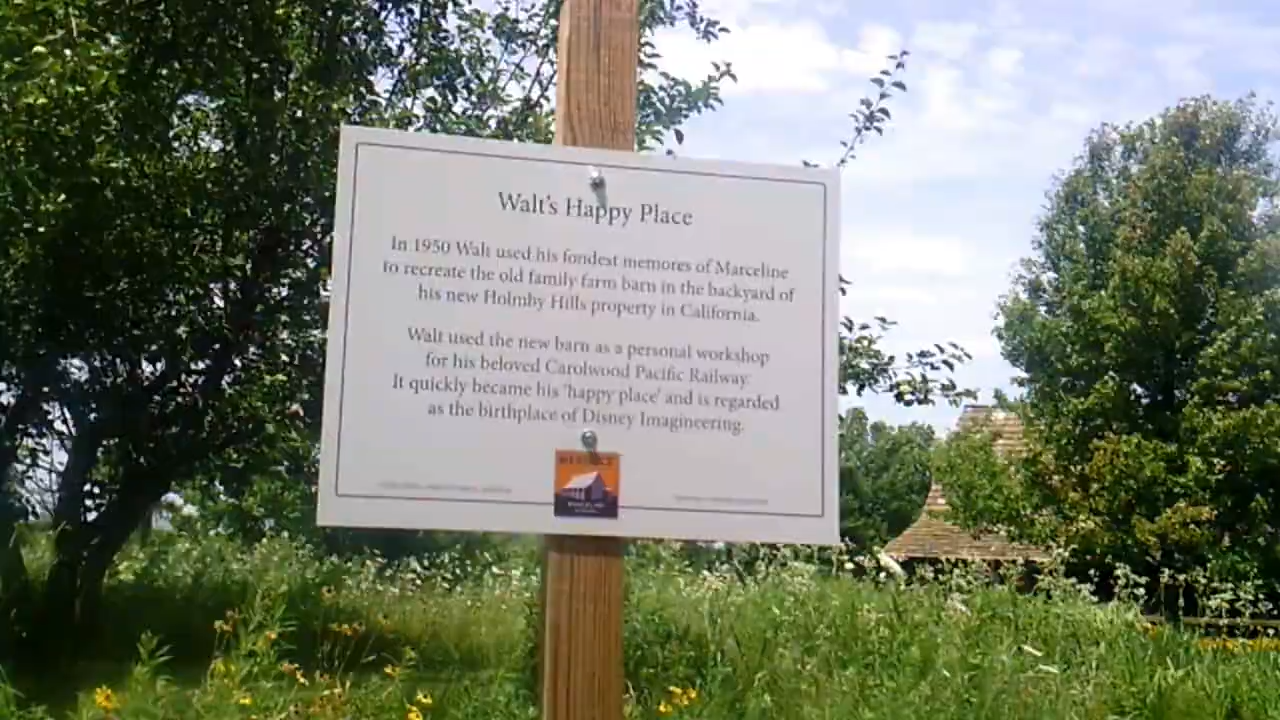 Walt's Happy Place
In 1950 Walt used his fondest memores of Marceline
to recreate the old family farm barn in the backyard of
his new Holmby Hills property in California.
Walt used the new barn as a personal workshop
for his beloved Carolwood Pacific Railway.
It quickly became his 'happy place' and is regarded
as the birthplace of Disney Imagineering.